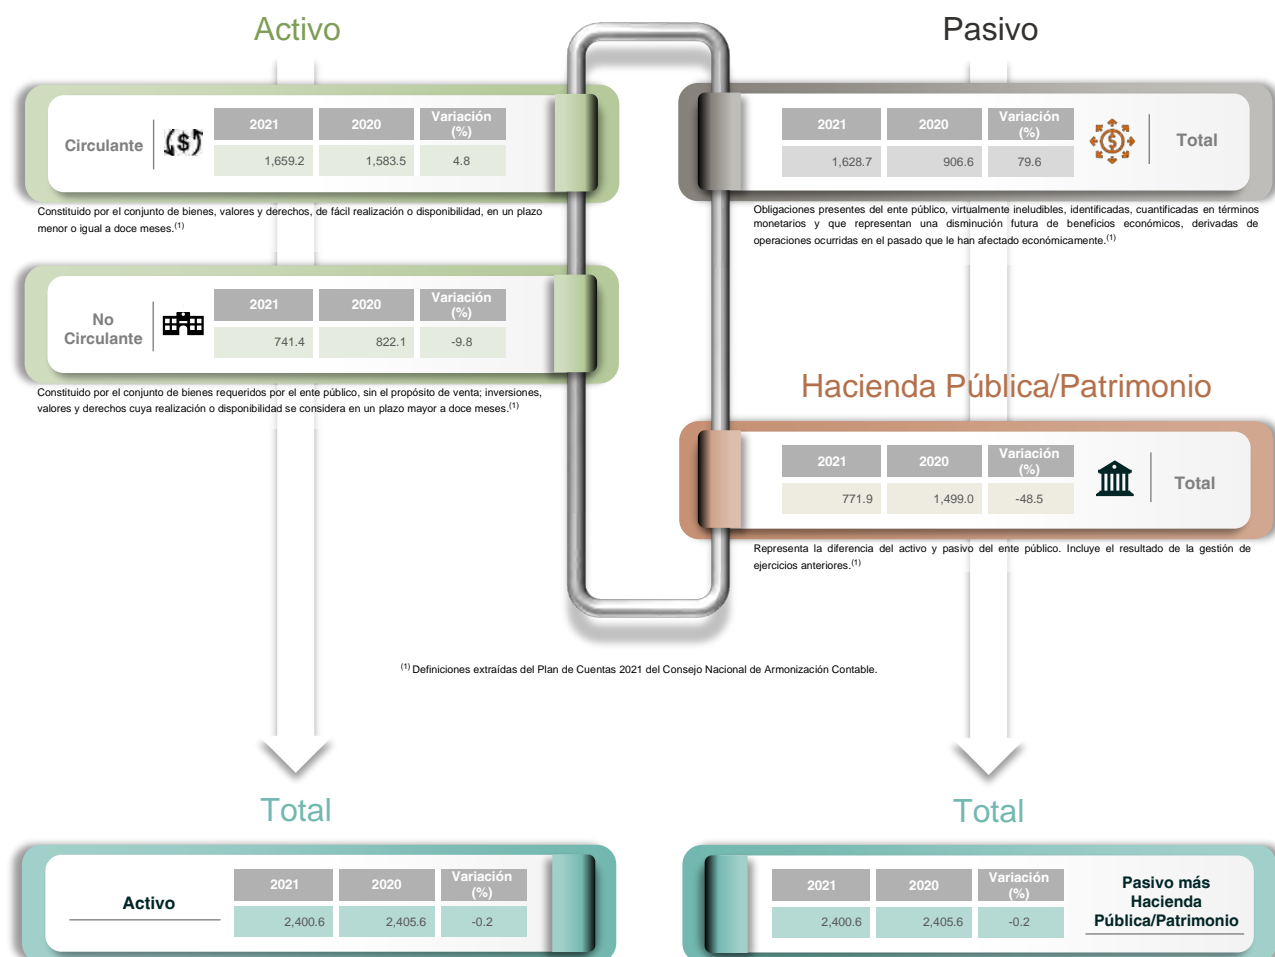 Activo
Circulante
2021 2020 Variación (%)
1,659.2 1,583.5 4.8
Constituido por el conjunto de bienes, valores y derechos, de fácil realización o disponibilidad, en un plazo
menor o igual a doce meses.(1)
No
Circulante
2021 2020 Variación (%)
741.4 822.1 -9.8
Constituido por el conjunto de bienes requeridos por el ente público, sin el propósito de venta; inversiones,
valores y derechos cuya realización o disponibilidad se considera en un plazo mayor a doce meses.(1)
Pasivo
2021 2020 Variación (%)
1,628.7 906.6 79.6
Total
Obligaciones presentes del ente público, virtualmente ineludibles, identificadas, cuantificadas en términos
monetarios y que representan una disminución futura de beneficios económicos, derivadas de
operaciones ocurridas en el pasado que le han afectado económicamente.(1)
Hacienda Pública/Patrimonio
2021 2020 Variación (%)
771.9 1,499.0 -48.5
Total
Representa la diferencia del activo y pasivo del ente público. Incluye el resultado de la gestión de
ejercicios anteriores.(1)
(1) Definiciones extraídas del Plan de Cuentas 2021 del Consejo Nacional de Armonización Contable.
Total
Activo
2021 2020 Variación (%)
2,400.6 2,405.6 -0.2
Total
2021 2020 Variación (%)
2,400.6 2,405.6 -0.2
Pasivo más
Hacienda
Pública/Patrimonio